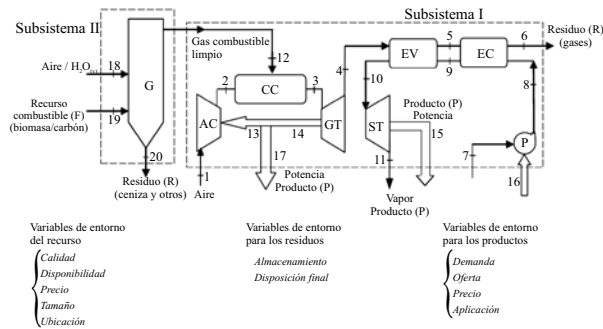 Subsistema I
Subsistema II
Gas combustible
limpio
Residuo (R)
(gases)
Aire / H₂O(v)
18
G
12
4
EV
5
EC
6
9
10
8
Recurso
combustible (F)
(biomasa/carbón)
19
2
CC
3
AC
13
14
GT
ST
Producto (P)
Potencia
15
P
7
16
20
Residuo (R)
(ceniza y otros)
1
Aire
17
Potencia
Producto (P)
11
Vapor
Producto (P)
Variables de entorno
del recurso
Calidad
Disponibilidad
Precio
Tamaño
Ubicación
Variables de entorno
para los residuos
Almacenamiento
Disposición final
Variables de entorno
para los productos
Demanda
Oferta
Precio
Aplicación